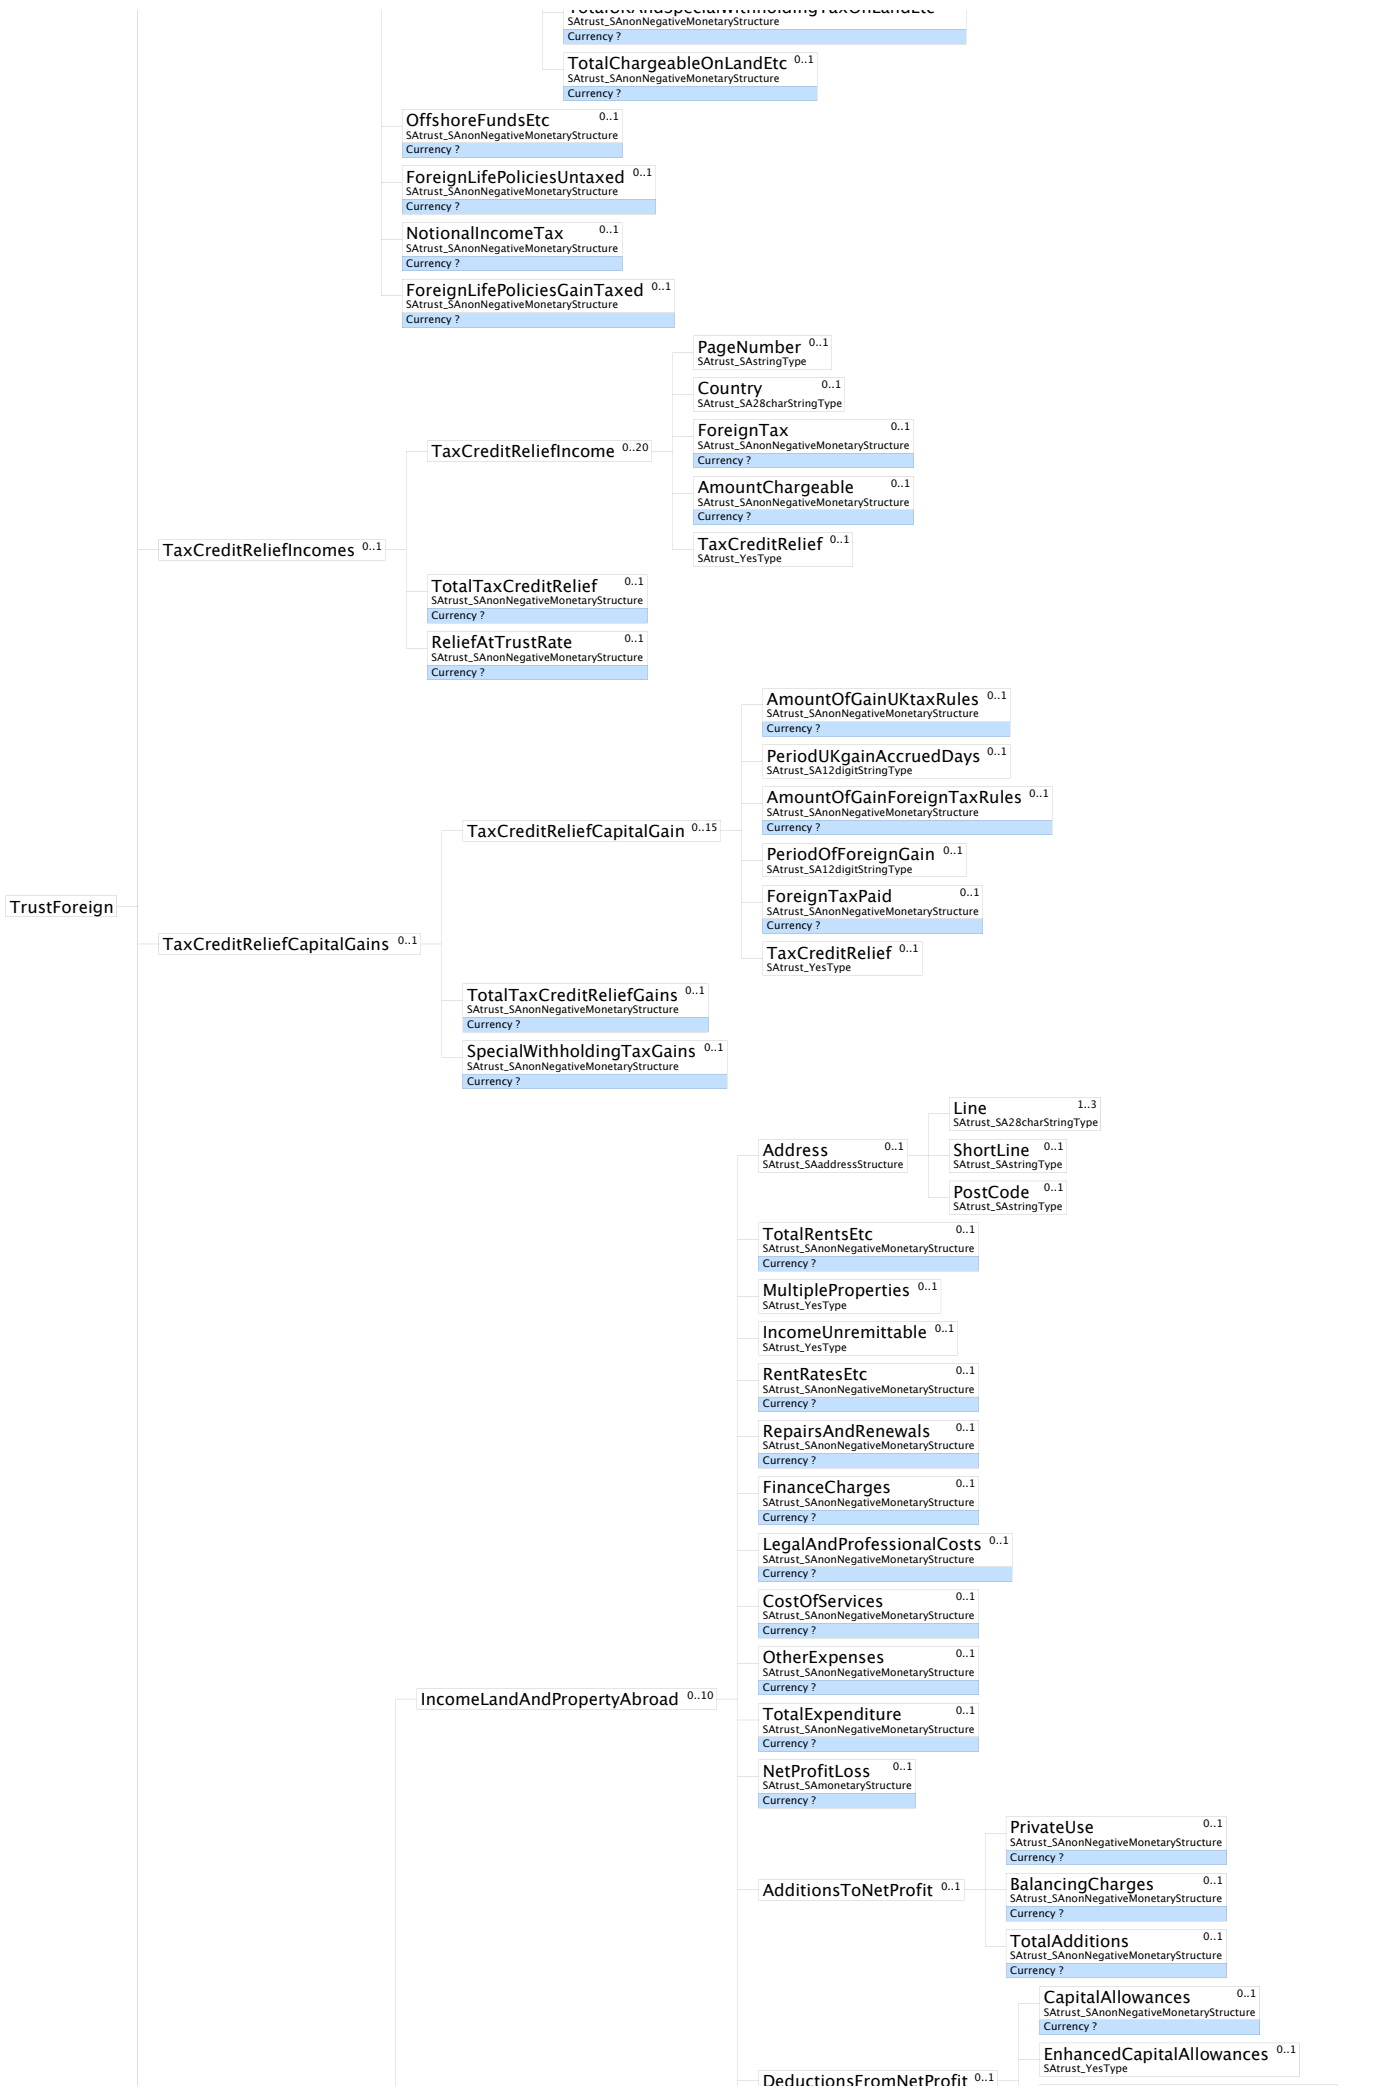 TotalUKAndSpecialWithholdingTaxOnLandEtc
SAtrust_SAnonNegativeMonetaryStructure
Currency ?
TotalChargeableOnLandEtc 0..1
SAtrust_SAnonNegativeMonetaryStructure
Currency ?
OffshoreFundsEtc 0..1
SAtrust_SAnonNegativeMonetaryStructure
Currency ?
ForeignLifePoliciesUntaxed 0..1
SAtrust_SAnonNegativeMonetaryStructure
Currency ?
NotionalIncomeTax 0..1
SAtrust_SAnonNegativeMonetaryStructure
Currency ?
ForeignLifePoliciesGainTaxed 0..1
SAtrust_SAnonNegativeMonetaryStructure
Currency ?
PageNumber 0..1
SAtrust_SAstringType
Country 0..1
SAtrust_SA28charStringType
ForeignTax 0..1
SAtrust_SAnonNegativeMonetaryStructure
Currency ?
TaxCreditReliefIncome 0..20
AmountChargeable 0..1
SAtrust_SAnonNegativeMonetaryStructure
Currency ?
TaxCreditRelief 0..1
SAtrust_YesType
TaxCreditReliefIncomes 0..1
TotalTaxCreditRelief 0..1
SAtrust_SAnonNegativeMonetaryStructure
Currency ?
ReliefAtTrustRate 0..1
SAtrust_SAnonNegativeMonetaryStructure
Currency ?
AmountOfGainUKtaxRules 0..1
SAtrust_SAnonNegativeMonetaryStructure
Currency ?
PeriodUKgainAccruedDays 0..1
SAtrust_SA12digitStringType
AmountOfGainForeignTaxRules 0..1
SAtrust_SAnonNegativeMonetaryStructure
Currency ?
TaxCreditReliefCapitalGain 0..15
PeriodOfForeignGain 0..1
SAtrust_SA12digitStringType
ForeignTaxPaid 0..1
SAtrust_SAnonNegativeMonetaryStructure
Currency ?
TrustForeign
TaxCreditReliefCapitalGains 0..1
TaxCreditRelief 0..1
SAtrust_YesType
TotalTaxCreditReliefGains 0..1
SAtrust_SAnonNegativeMonetaryStructure
Currency ?
SpecialWithholdingTaxGains 0..1
SAtrust_SAnonNegativeMonetaryStructure
Currency ?
Line 1..3
SAtrust_SA28charStringType
Address 0..1
SAtrust_SAaddressStructure
ShortLine 0..1
SAtrust_SAstringType
PostCode 0..1
SAtrust_SAstringType
TotalRentsEtc 0..1
SAtrust_SAnonNegativeMonetaryStructure
Currency ?
MultipleProperties 0..1
SAtrust_YesType
IncomeUnremittable 0..1
SAtrust_YesType
RentRatesEtc 0..1
SAtrust_SAnonNegativeMonetaryStructure
Currency ?
RepairsAndRenewals 0..1
SAtrust_SAnonNegativeMonetaryStructure
Currency ?
FinanceCharges 0..1
SAtrust_SAnonNegativeMonetaryStructure
Currency ?
LegalAndProfessionalCosts 0..1
SAtrust_SAnonNegativeMonetaryStructure
Currency ?
CostOfServices 0..1
SAtrust_SAnonNegativeMonetaryStructure
Currency ?
OtherExpenses 0..1
SAtrust_SAnonNegativeMonetaryStructure
Currency ?
IncomeLandAndPropertyAbroad 0..10
TotalExpenditure 0..1
SAtrust_SAnonNegativeMonetaryStructure
Currency ?
NetProfitLoss 0..1
SAtrust_SAmonetaryStructure
Currency ?
PrivateUse 0..1
SAtrust_SAnonNegativeMonetaryStructure
Currency ?
AdditionsToNetProfit 0..1
BalancingCharges 0..1
SAtrust_SAnonNegativeMonetaryStructure
Currency ?
TotalAdditions 0..1
SAtrust_SAnonNegativeMonetaryStructure
Currency ?
CapitalAllowances 0..1
SAtrust_SAnonNegativeMonetaryStructure
Currency ?
EnhancedCapitalAllowances 0..1
SAtrust_YesType
DeductionsFromNetProfit 0..1